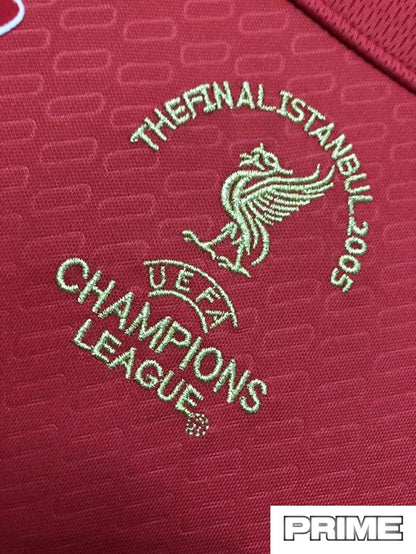 THEFINALISTANBUL2005
UEFA
CHAMPIONS
LEAGUE
PRIME